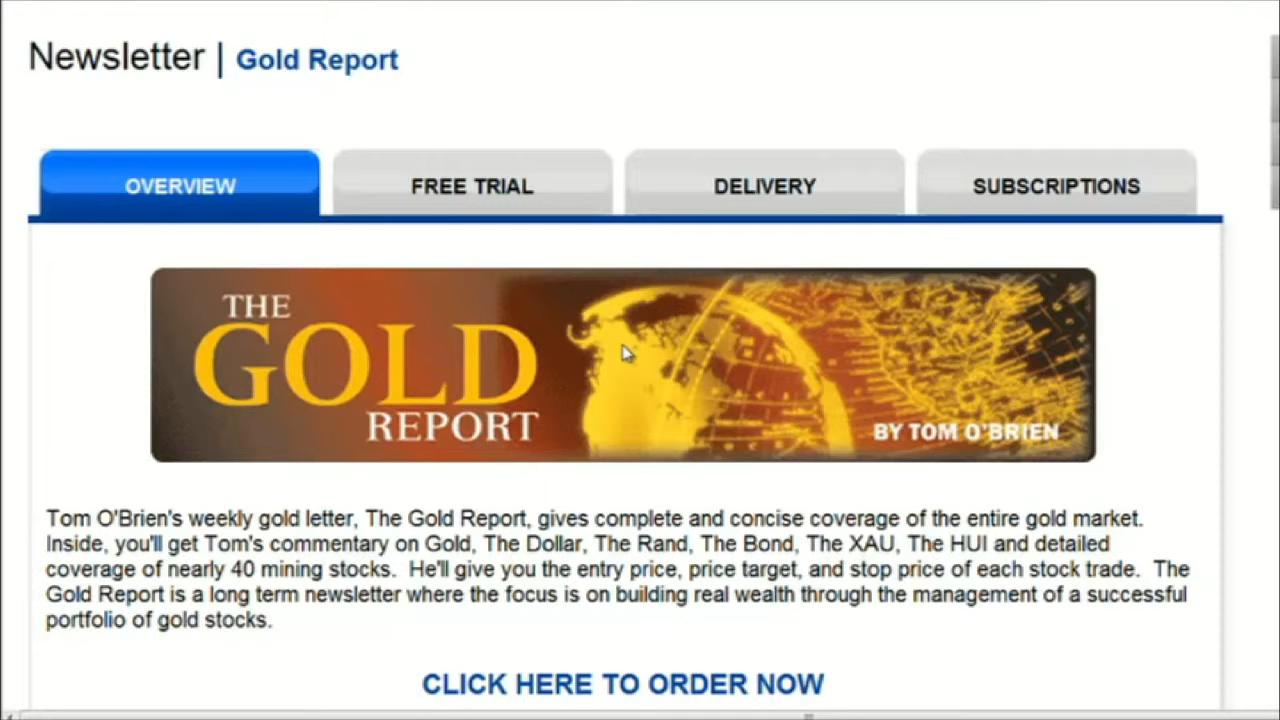 Newsletter | Gold Report
OVERVIEW
FREE TRIAL
DELIVERY
SUBSCRIPTIONS
THE
GOLD
REPORT
BY TOM O'BRIEN
Tom O'Brien's weekly gold letter, The Gold Report, gives complete and concise coverage of the entire gold market.
Inside, you'll get Tom's commentary on Gold, The Dollar, The Rand, The Bond, The XAU, The HUI and detailed
coverage of nearly 40 mining stocks.  He'll give you the entry price, price target, and stop price of each stock trade.  The
Gold Report is a long term newsletter where the focus is on building real wealth through the management of a successful
portfolio of gold stocks.
CLICK HERE TO ORDER NOW